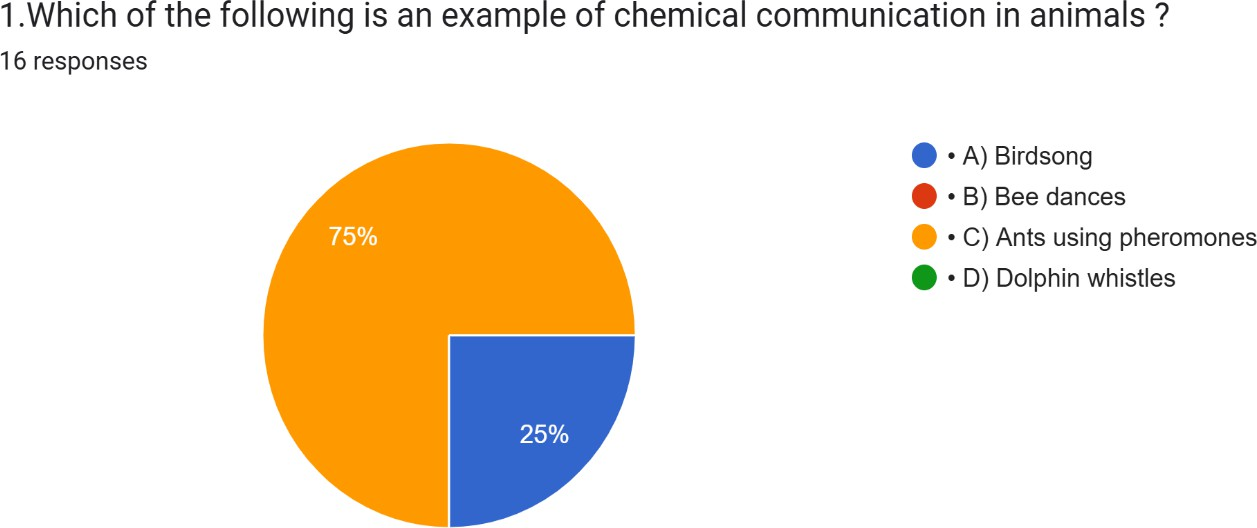 1.Which of the following is an example of chemical communication in animals ?
16 responses
• A) Birdsong
• B) Bee dances
• C) Ants using pheromones
• D) Dolphin whistles
75%
25%